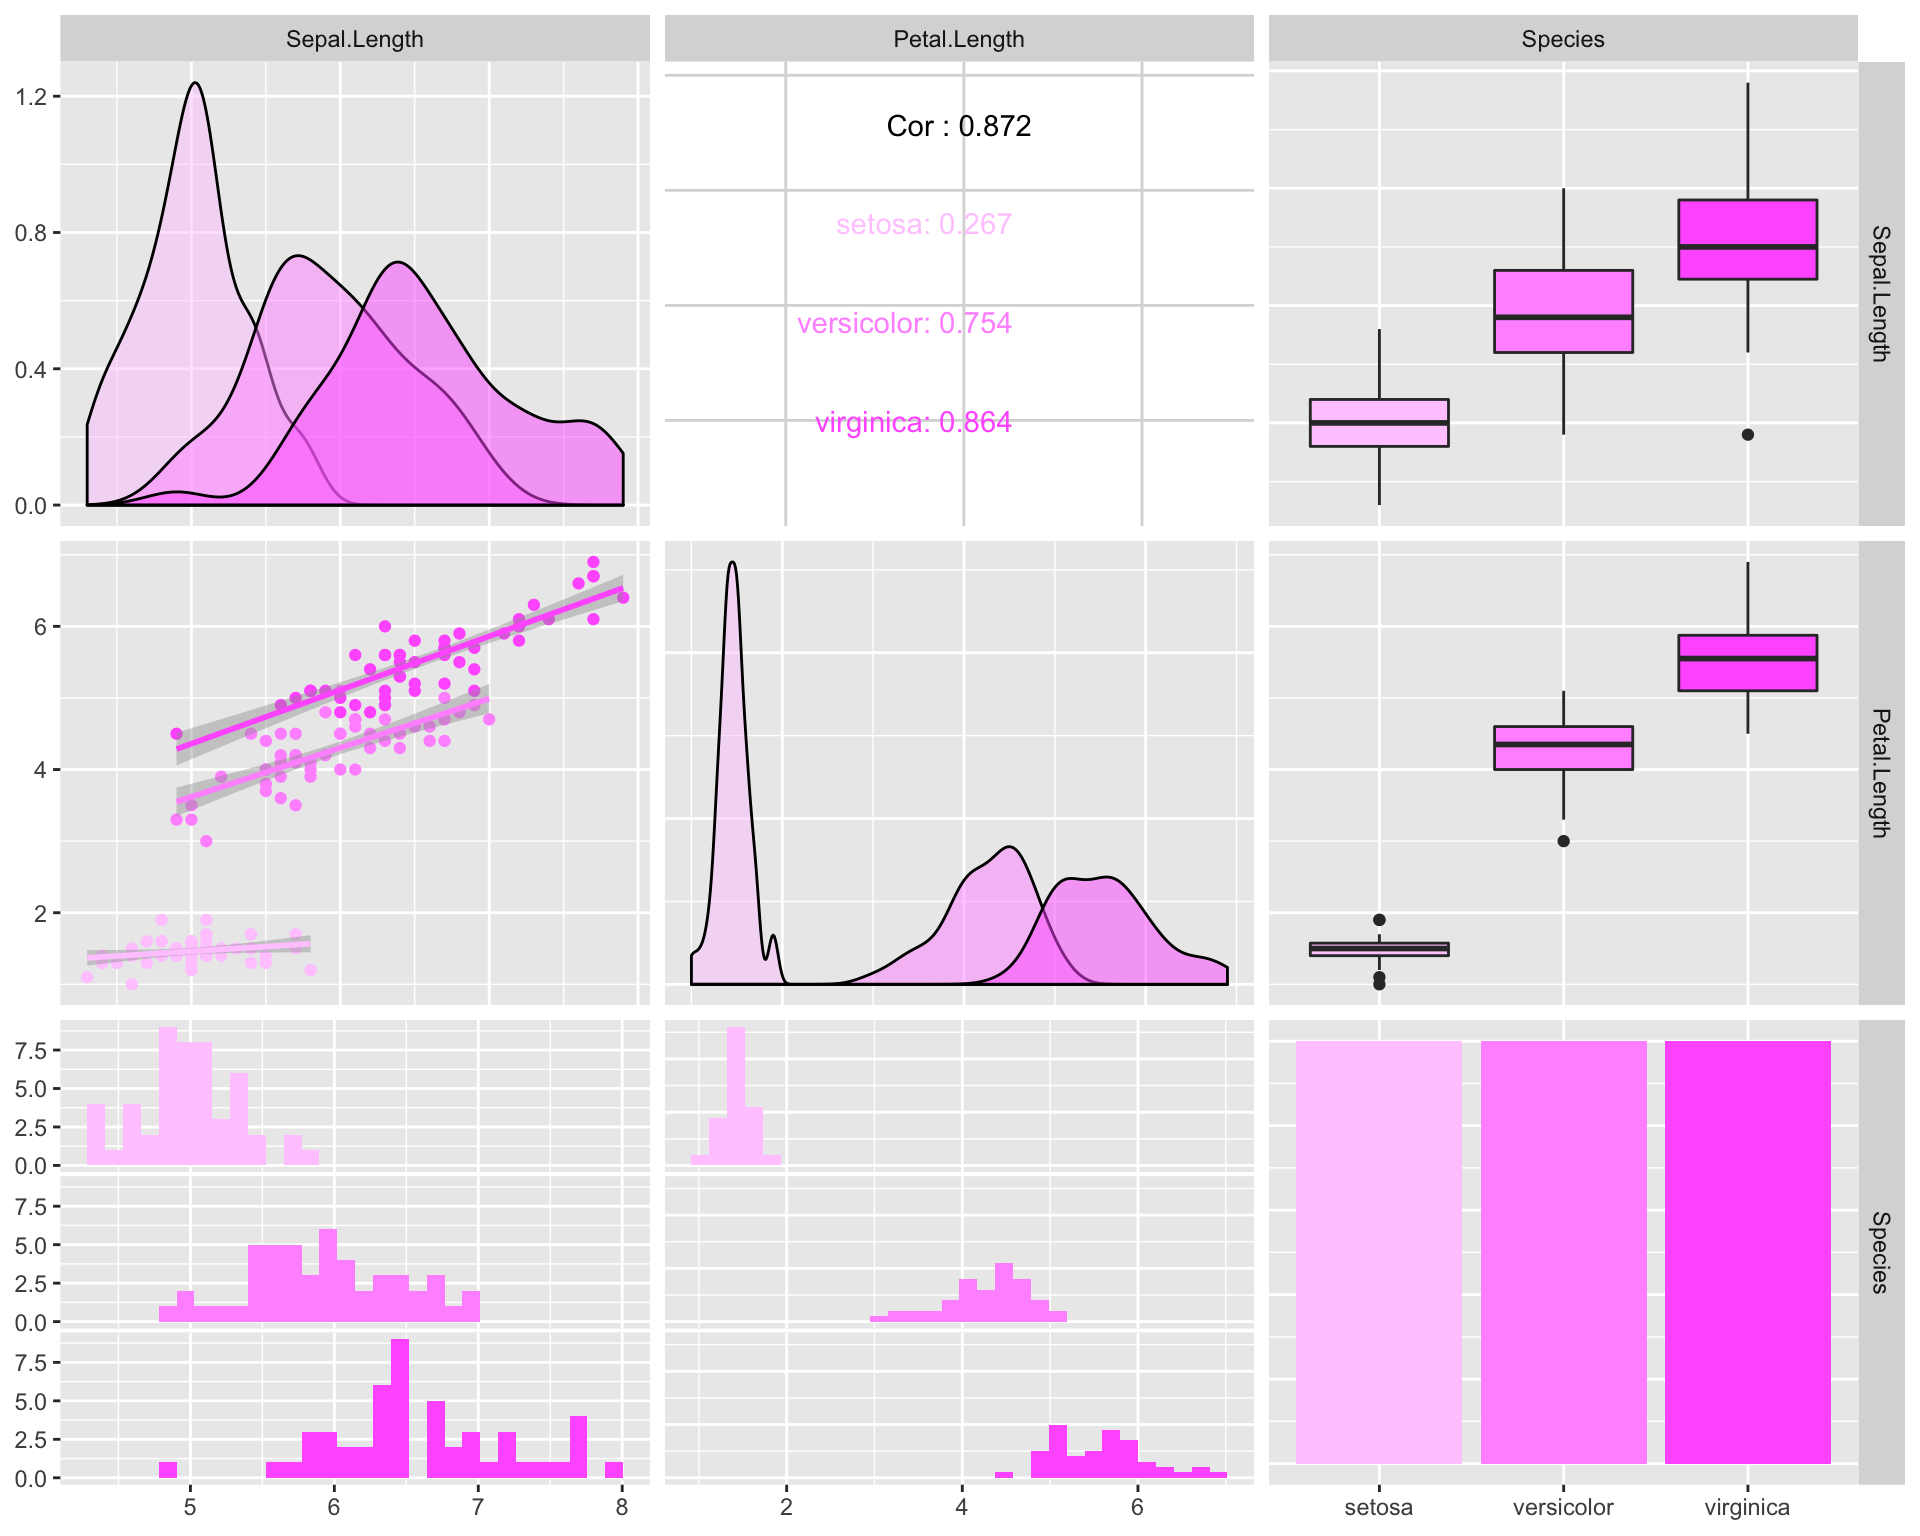 Sepal.Length
Petal.Length
Species
1.2
0.8
0.4
0.0
Cor : 0.872
setosa: 0.267
versicolor: 0.754
virginica: 0.864
Sepal.Length
6
4
2
Petal.Length
7.5
5.0
2.5
0.0
7.5
5.0
2.5
0.0
7.5
5.0
2.5
0.0
Species
5 6 7 8
2 4 6
setosa versicolor virginica